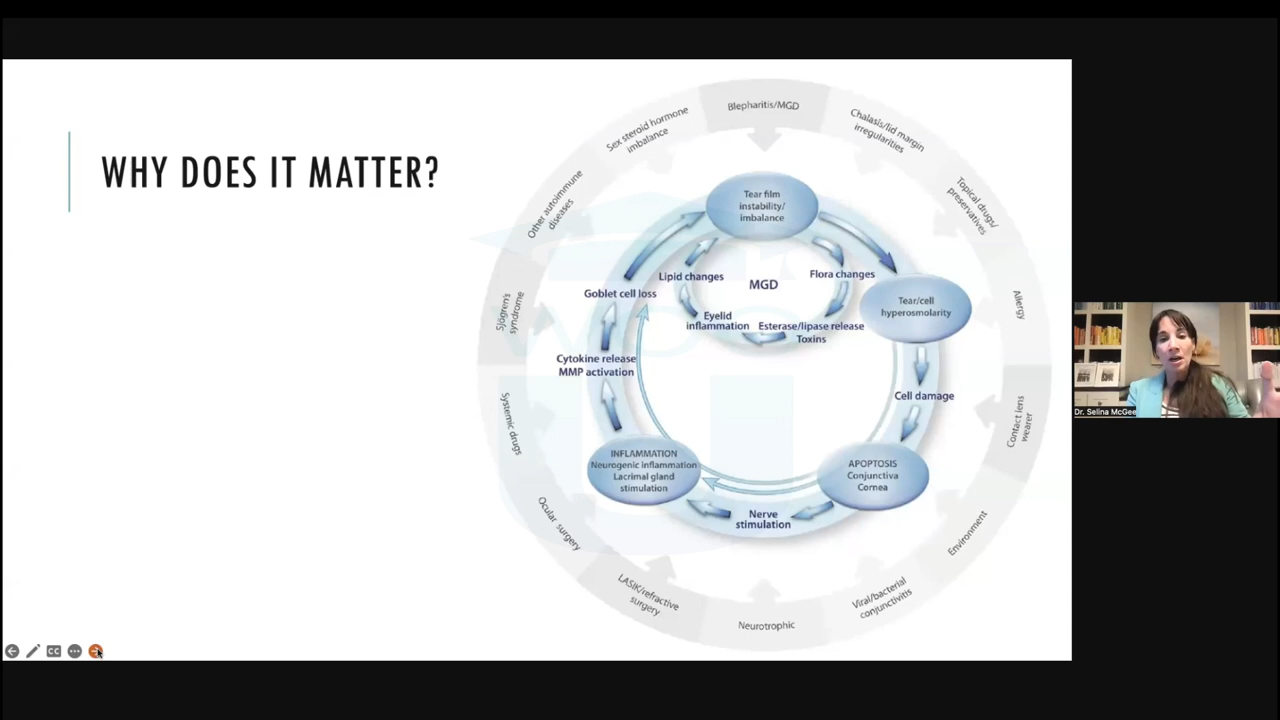 WHY DOES IT MATTER?
Blepharitis/MGD
Chalasis/lid margin
irregularities
Topical drugs/
preservatives
Allergy
Contact lens
wearer
Environment
Viral/bacterial
conjunctivitis
Neurotrophic
LASIK/refractive
surgery
Ocular surgery
Systemic drugs
Sjögren's
syndrome
Other autoimmune
diseases
Sex steroid hormone
imbalance
Tear film
instability/
imbalance
Tear/cell
hyperosmolarity
Cell damage
APOPTOSIS
Conjunctiva
Cornea
Nerve
stimulation
INFLAMMATION
Neurogenic inflammation
Lacrimal gland
stimulation
Cytokine release
MMP activation
Goblet cell loss
MGD
Flora changes
Esterase/lipase release
Toxins
Eyelid
inflammation
Lipid changes
CC
Dr. Selina McGee